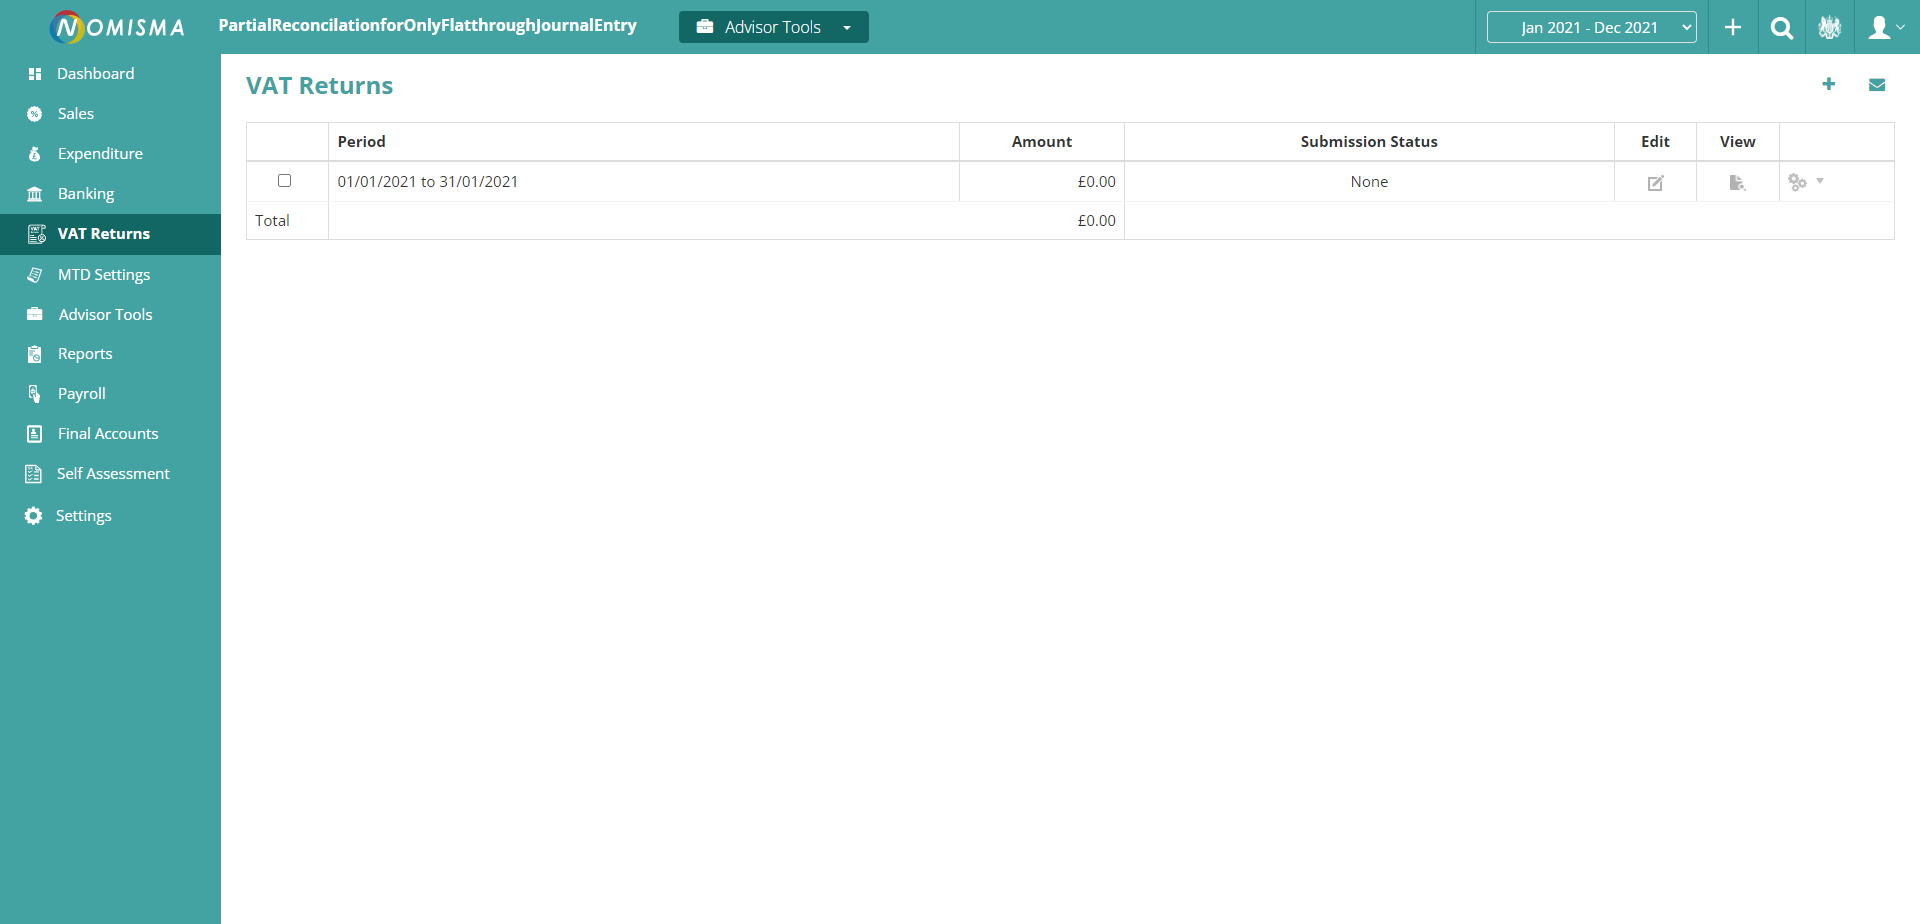 NOMISMA
PartialReconcilationforOnlyFlatthroughJournalEntry
Advisor Tools
Jan 2021 - Dec 2021
Dashboard
Sales
Expenditure
Banking
VAT Returns
MTD Settings
Advisor Tools
Reports
Payroll
Final Accounts
Self Assessment
Settings
VAT Returns
Period Amount Submission Status Edit View
01/01/2021 to 31/01/2021 £0.00 None
Total £0.00